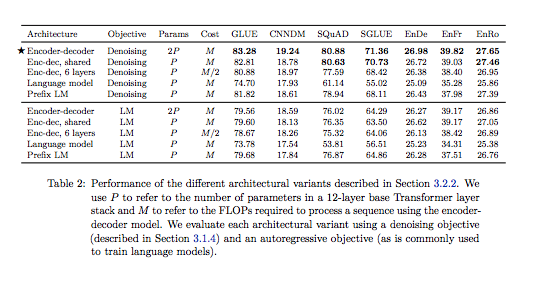 Architecture Objective Params Cost GLUE CNNDM SQuAD SGLUE EnDe EnFr EnRo
★Encoder-decoder Denoising 2P M 83.28 19.24 80.88 71.36 26.98 39.82 27.65
Enc-dec, shared Denoising P M 82.81 18.78 80.63 70.73 26.72 39.03 27.46
Enc-dec, 6 layers Denoising P M/2 80.88 18.97 77.59 68.42 26.38 38.40 26.95
Language model Denoising P M 74.70 17.93 61.14 55.02 25.09 35.28 25.86
Prefix LM Denoising P M 81.82 18.61 78.94 68.11 26.43 37.98 27.39
Encoder-decoder LM 2P M 79.56 18.59 76.02 64.29 26.27 39.17 26.86
Enc-dec, shared LM P M 79.60 18.13 76.35 63.50 26.62 39.17 27.05
Enc-dec, 6 layers LM P M/2 78.67 18.26 75.32 64.06 26.13 38.42 26.89
Language model LM P M 73.78 17.54 53.81 56.51 25.23 34.31 25.38
Prefix LM LM P M 79.68 17.84 76.87 64.86 26.28 37.51 26.76
Table 2: Performance of the different architectural variants described in Section 3.2.2. We
use P to refer to the number of parameters in a 12-layer base Transformer layer
stack and M to refer to the FLOPs required to process a sequence using the encoder-
decoder model. We evaluate each architectural variant using a denoising objective
(described in Section 3.1.4) and an autoregressive objective (as is commonly used
to train language models).